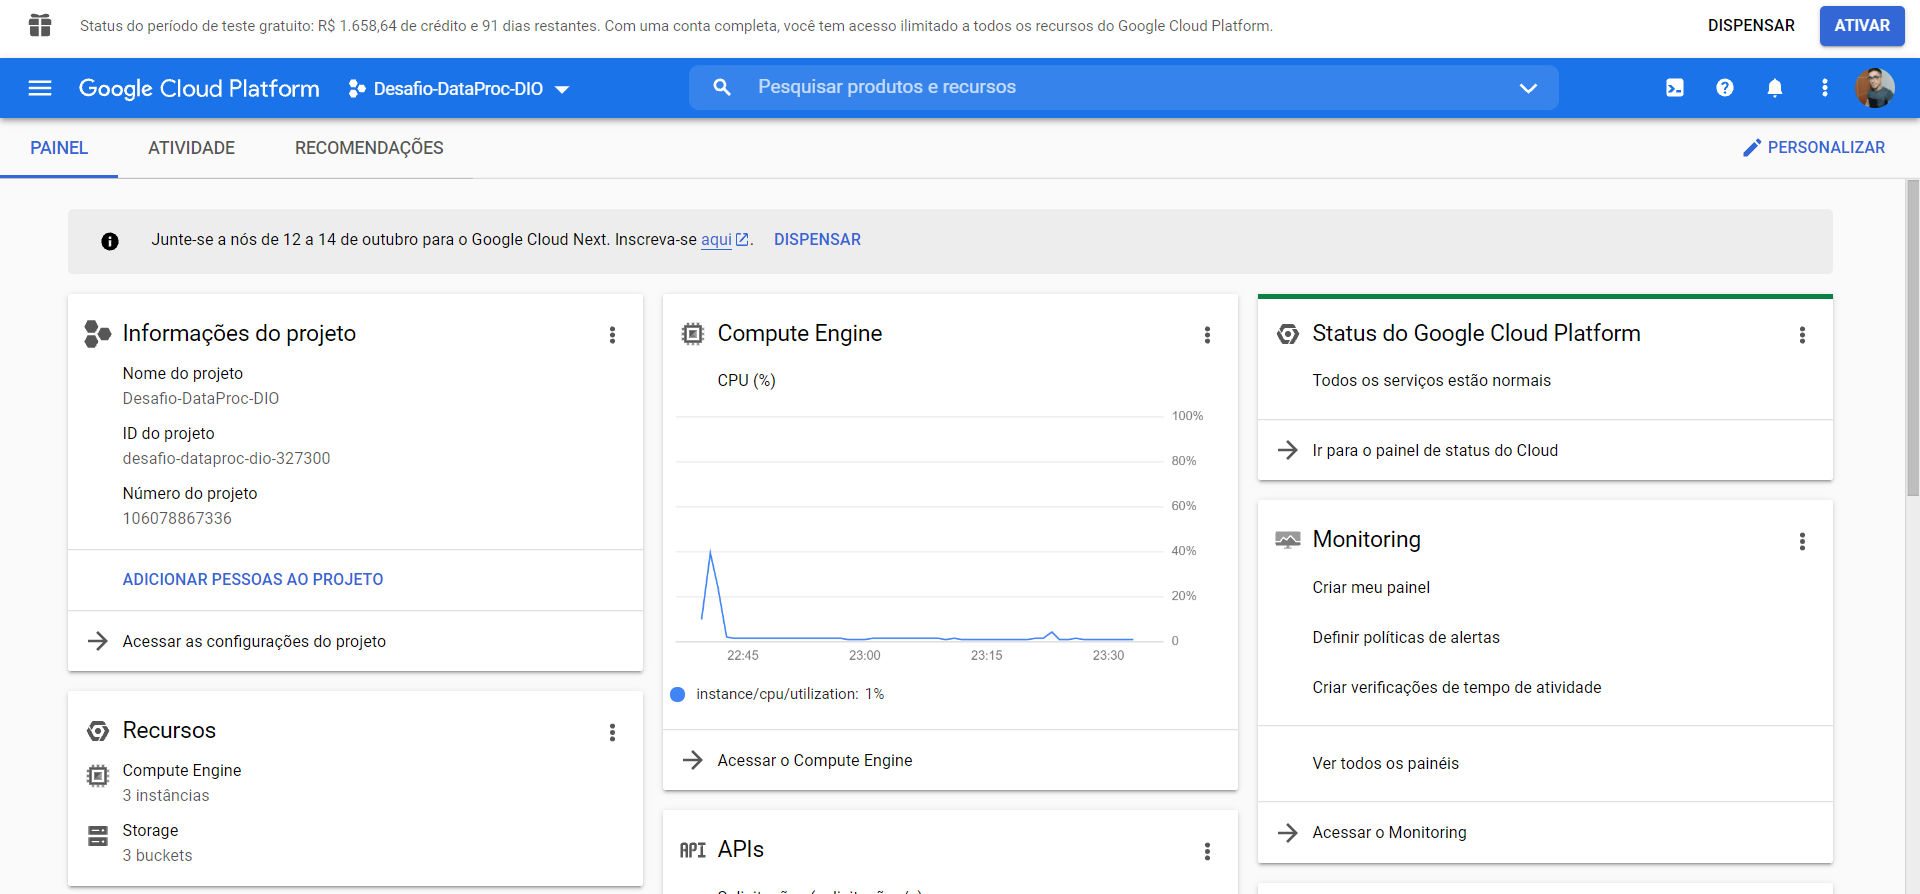 Status do período de teste gratuito: R$ 1.658,64 de crédito e 91 dias restantes. Com uma conta completa, você tem acesso ilimitado a todos os recursos do Google Cloud Platform.
DISPENSAR
ATIVAR
Google Cloud Platform
Desafio-DataProc-DIO
Pesquisar produtos e recursos
PAINEL
ATIVIDADE
RECOMENDAÇÕES
PERSONALIZAR
Junte-se a nós de 12 a 14 de outubro para o Google Cloud Next. Inscreva-se aqui. DISPENSAR
Informações do projeto
Nome do projeto
Desafio-DataProc-DIO
ID do projeto
desafio-dataproc-dio-327300
Número do projeto
106078867336
ADICIONAR PESSOAS AO PROJETO
Acessar as configurações do projeto
Recursos
Compute Engine
3 instâncias
Storage
3 buckets
Compute Engine
CPU (%)
100%
80%
60%
40%
20%
0
22:45
23:00
23:15
23:30
instance/cpu/utilization: 1%
Acessar o Compute Engine
API APIs
Status do Google Cloud Platform
Todos os serviços estão normais
Ir para o painel de status do Cloud
Monitoring
Criar meu painel
Definir políticas de alertas
Criar verificações de tempo de atividade
Ver todos os painéis
Acessar o Monitoring